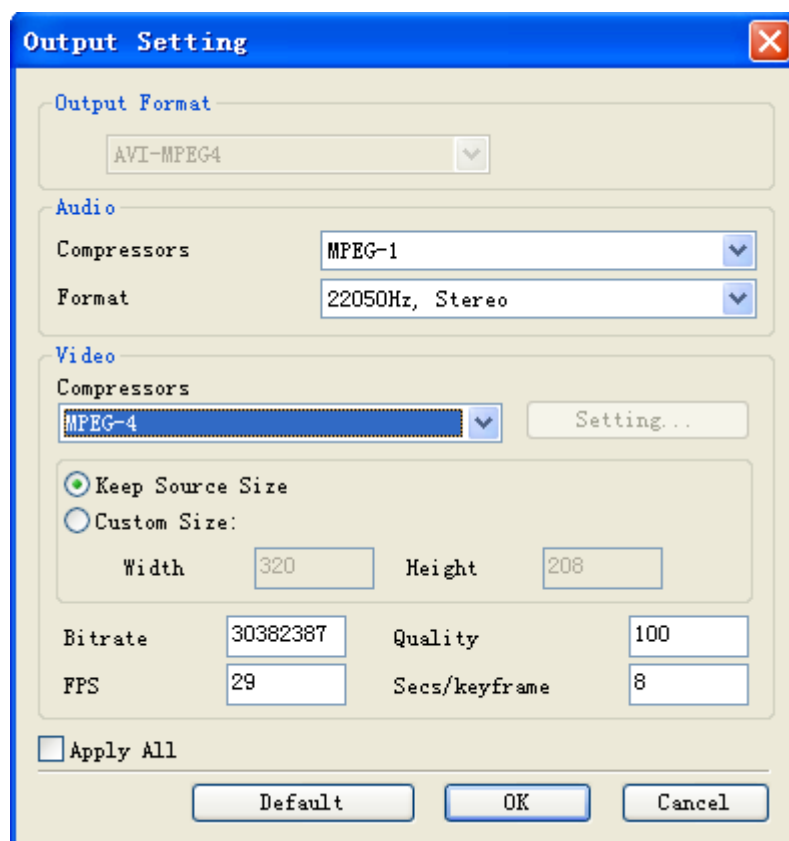 Output Setting
Output Format
AVI-MPEG4
Audio
Compressors MPEG-1
Format 22050Hz, Stereo
Video
Compressors
MPEG-4 Setting...
Keep Source Size
Custom Size:
Width 320 Height 208
Bitrate 30382387 Quality 100
FPS 29 Secs/keyframe 8
Apply All
Default OK Cancel